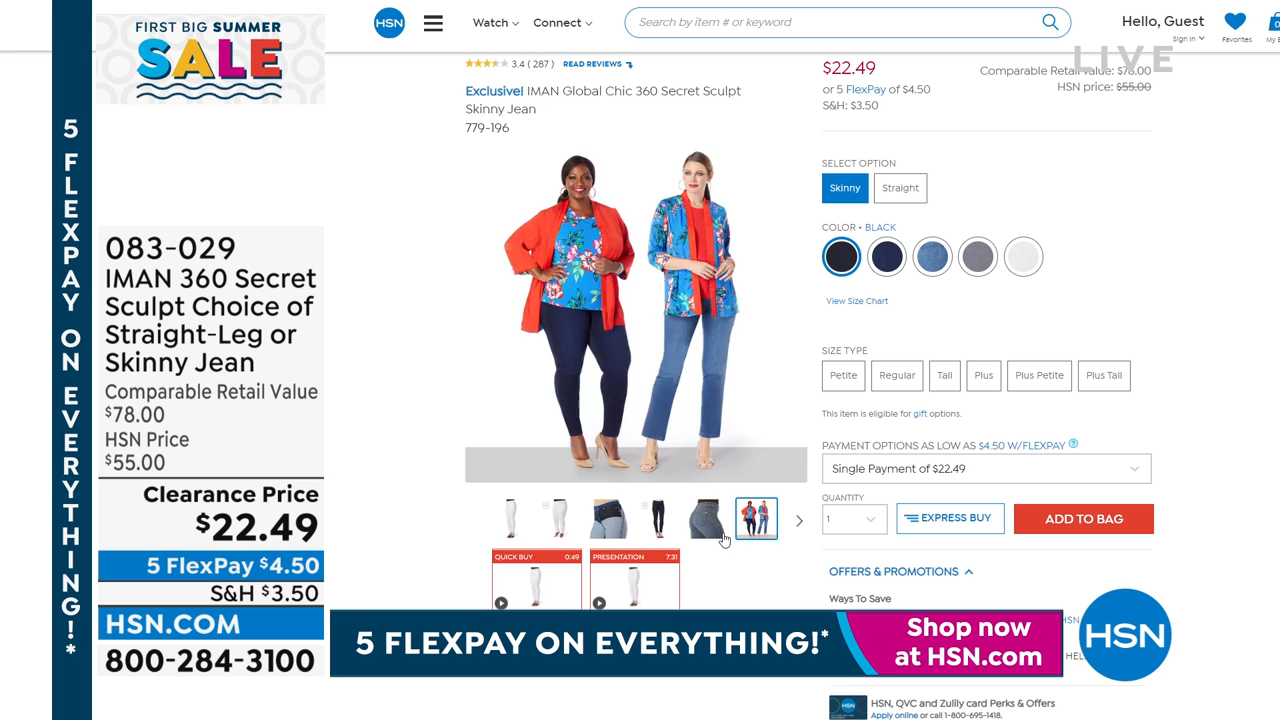 FIRST BIG SUMMER
SALE
5 FLEXPAY ON EVERYTHING!*
083-029
IMAN 360 Secret
Sculpt Choice of
Straight-Leg or
Skinny Jean
Comparable Retail Value
$78.00
HSN Price
$55.00
Clearance Price
$22.49
5 FlexPay $4.50
S&H $3.50
HSN.COM
800-284-3100
HSN
Watch
Connect
Search by item # or keyword
Hello, Guest
Sign In
Favorites
LIVE
3.4 ( 287 ) READ REVIEWS
Exclusive! IMAN Global Chic 360 Secret Sculpt
Skinny Jean
779-196
$22.49
or 5 FlexPay of $4.50
S&H: $3.50
Comparable Retail Value: $78.00
HSN price: $55.00
SELECT OPTION
Skinny
Straight
COLOR • BLACK
View Size Chart
SIZE TYPE
Petite
Regular
Tall
Plus
Plus Petite
Plus Tall
This item is eligible for gift options.
PAYMENT OPTIONS AS LOW AS $4.50 W/FLEXPAY ?
Single Payment of $22.49
QUANTITY
1
EXPRESS BUY
ADD TO BAG
QUICK BUY 0:49
PRESENTATION 7:31
OFFERS & PROMOTIONS
Ways To Save
5 FLEXPAY ON EVERYTHING!*
Shop now
at HSN.com
HSN
HSN
HSN, QVC and Zulily card Perks & Offers
Apply online or call 1-800-695-1418.